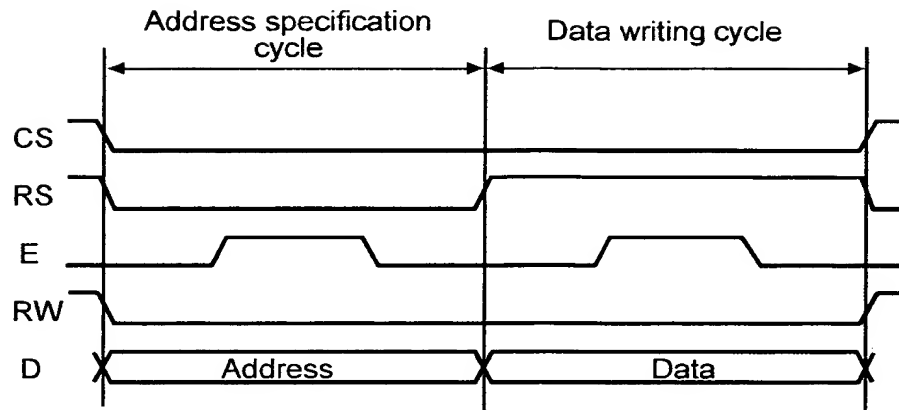 Address specification
cycle
Data writing cycle
CS
RS
E
RW
D
Address
Data